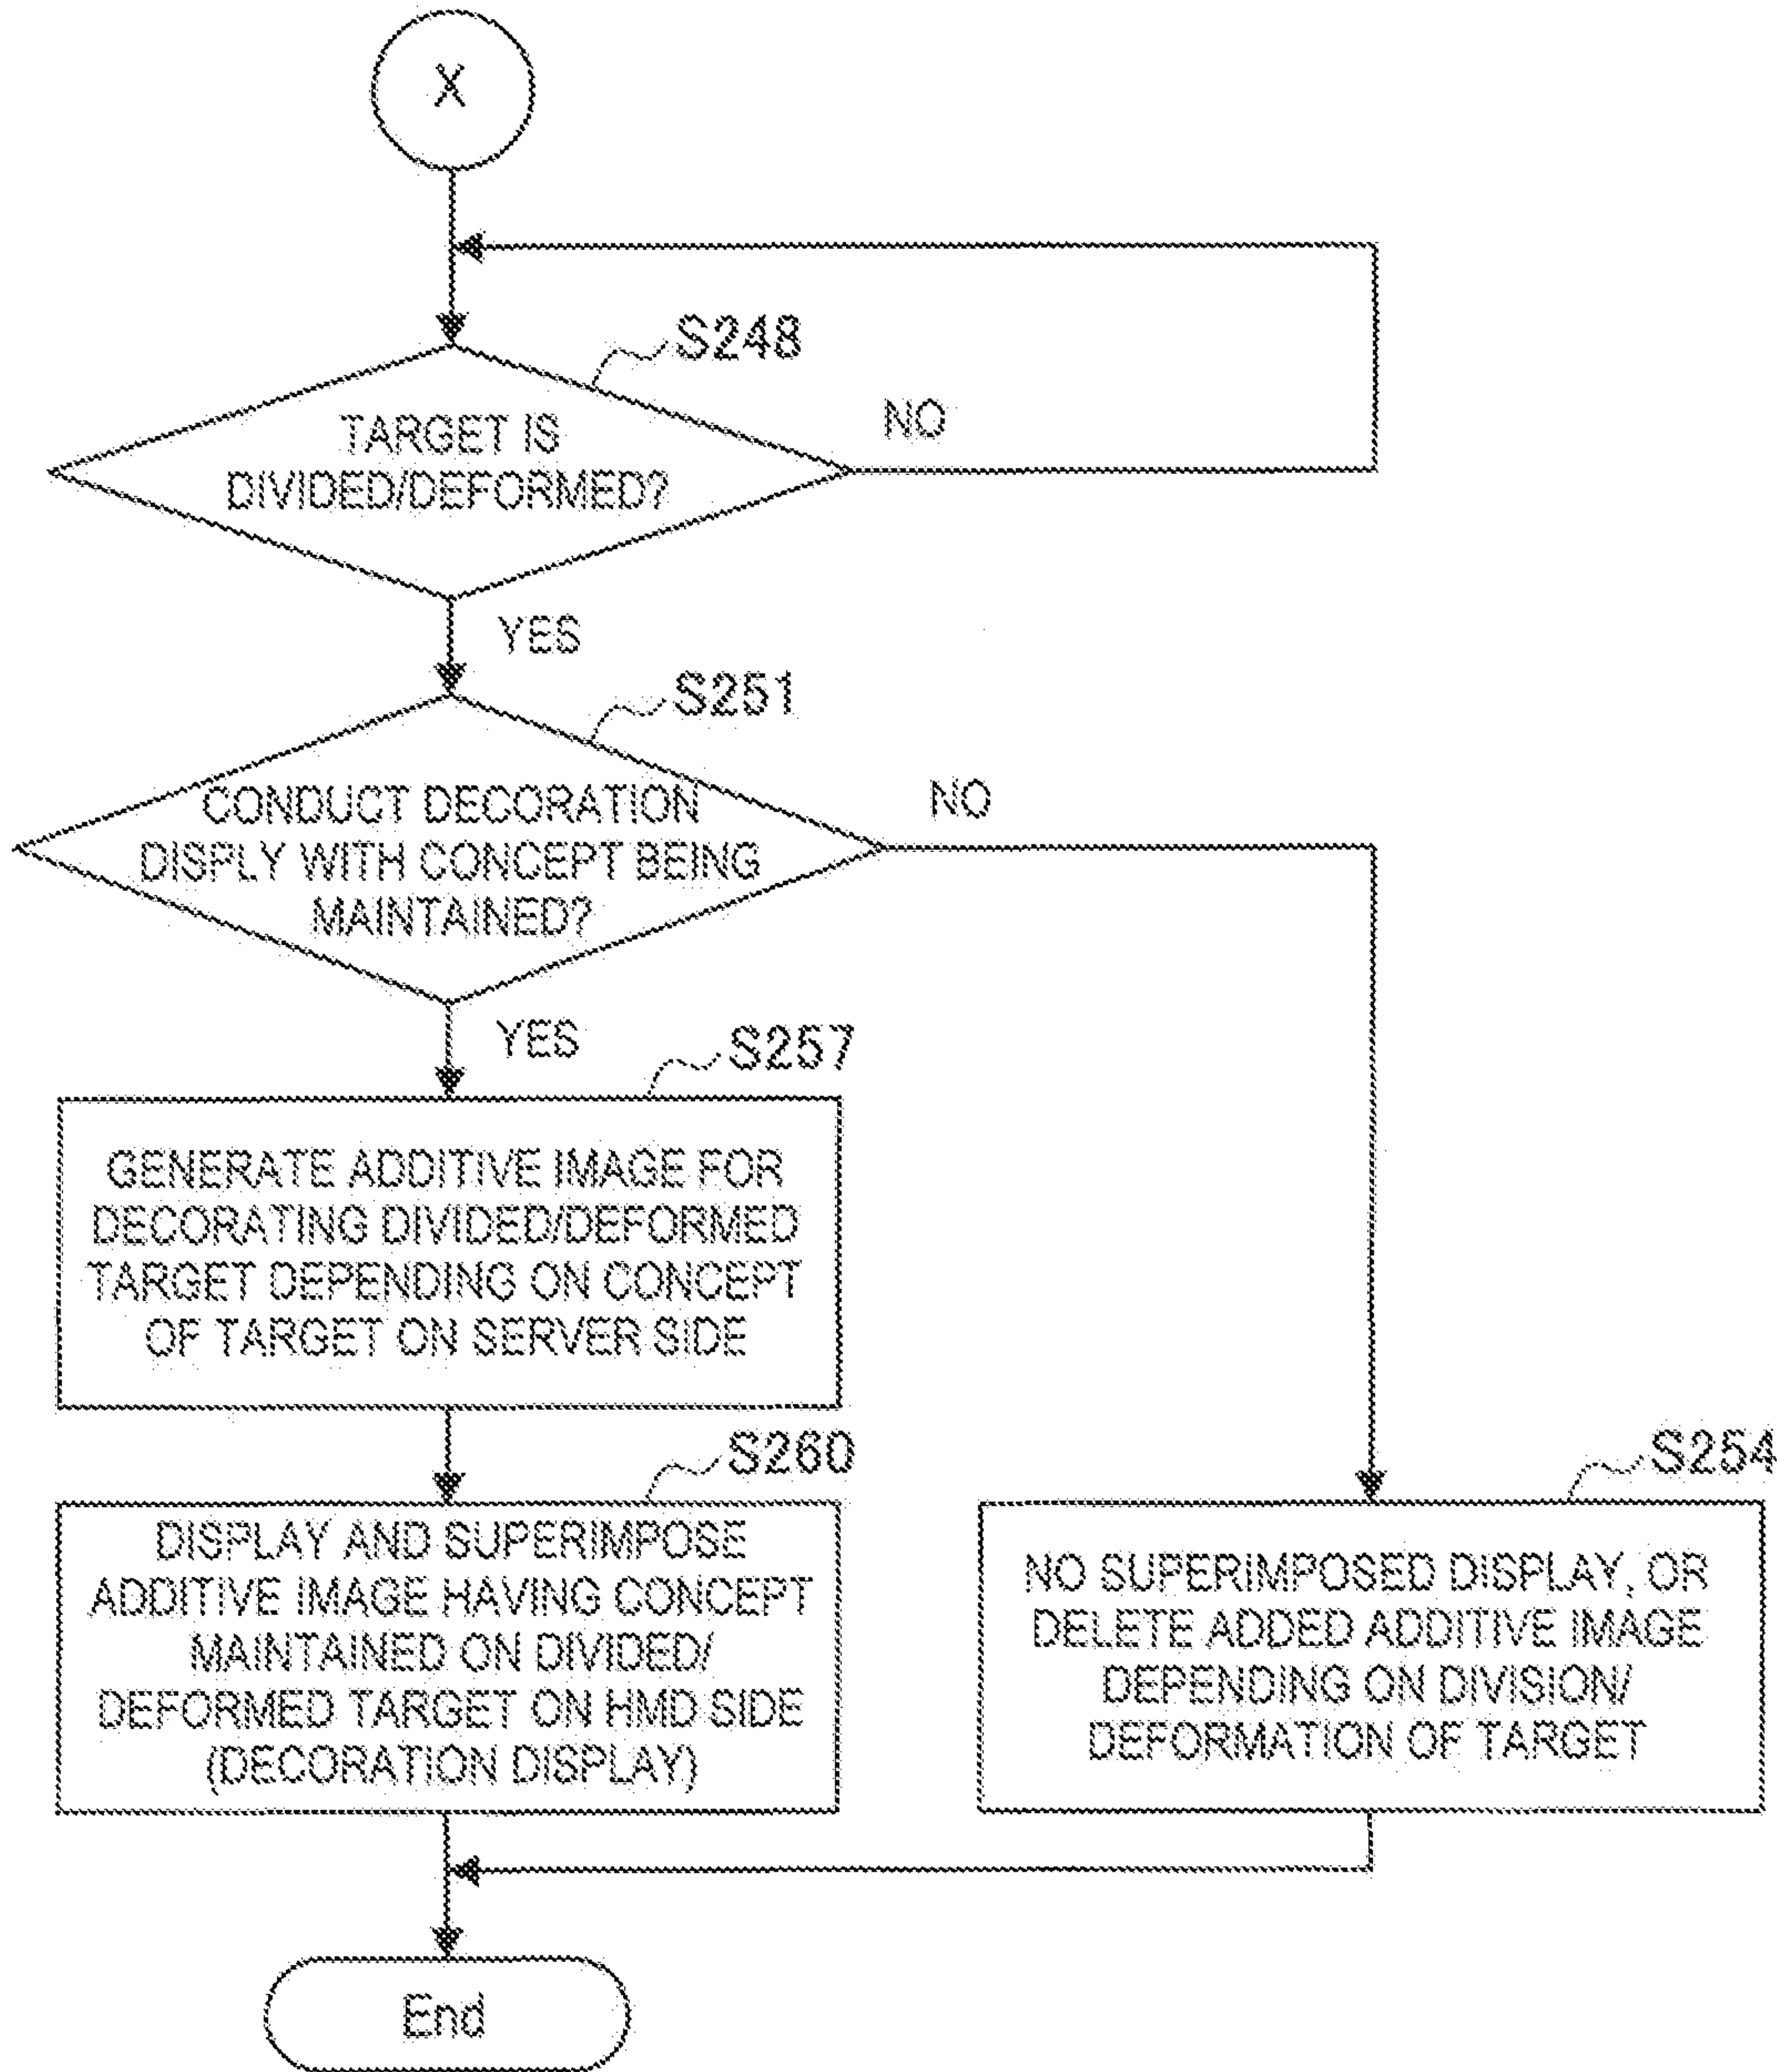 X
S248
TARGET IS
DIVIDED/DEFORMED?
NO
YES
S251
CONDUCT DECORATION
DISPLY WITH CONCEPT BEING
MAINTAINED?
NO
YES
S257
GENERATE ADDITIVE IMAGE FOR
DECORATING DIVIDED/DEFORMED
TARGET DEPENDING ON CONCEPT
OF TARGET ON SERVER SIDE
S260
DISPLAY AND SUPERIMPOSE
ADDITIVE IMAGE HAVING CONCEPT
MAINTAINED ON DIVIDED/
DEFORMED TARGET ON HMD SIDE
(DECORATION DISPLAY)
S254
NO SUPERIMPOSED DISPLAY, OR
DELETE ADDED ADDITIVE IMAGE
DEPENDING ON DIVISION/
DEFORMATION OF TARGET
End